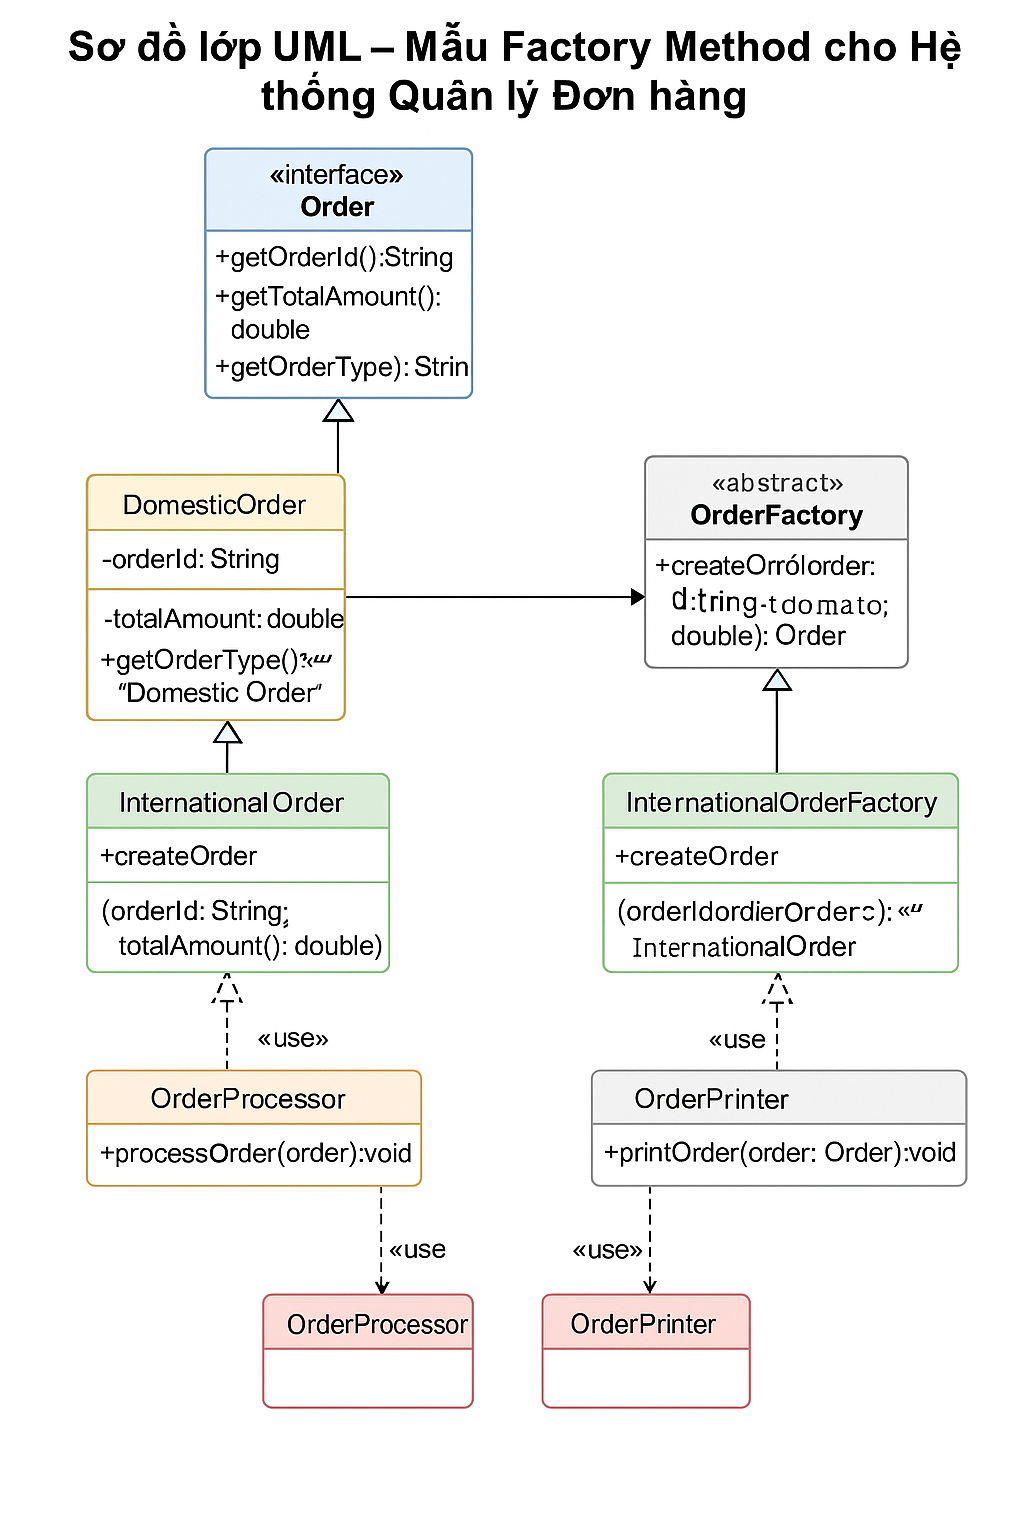 Sơ đồ lớp UML – Mẫu Factory Method cho Hệ
thống Quân lý Đơn hàng
«interface»
Order
+getOrderId():String
+getTotalAmount():
double
+getOrderType): Strin
DomesticOrder
-orderId: String
-totalAmount: double
+getOrderType()
“Domestic Order”
«abstract»
OrderFactory
+createOrrólorder:
d:tring-tdomato;
double): Order
International Order
+createOrder
(orderId: String;
totalAmount(): double)
InternationalOrderFactory
+createOrder
(orderIdordierOrderc): «“
InternationalOrder
«use»
«use
OrderProcessor
+processOrder(order):void
OrderPrinter
+printOrder(order: Order):void
«use
«use»
OrderProcessor
OrderPrinter